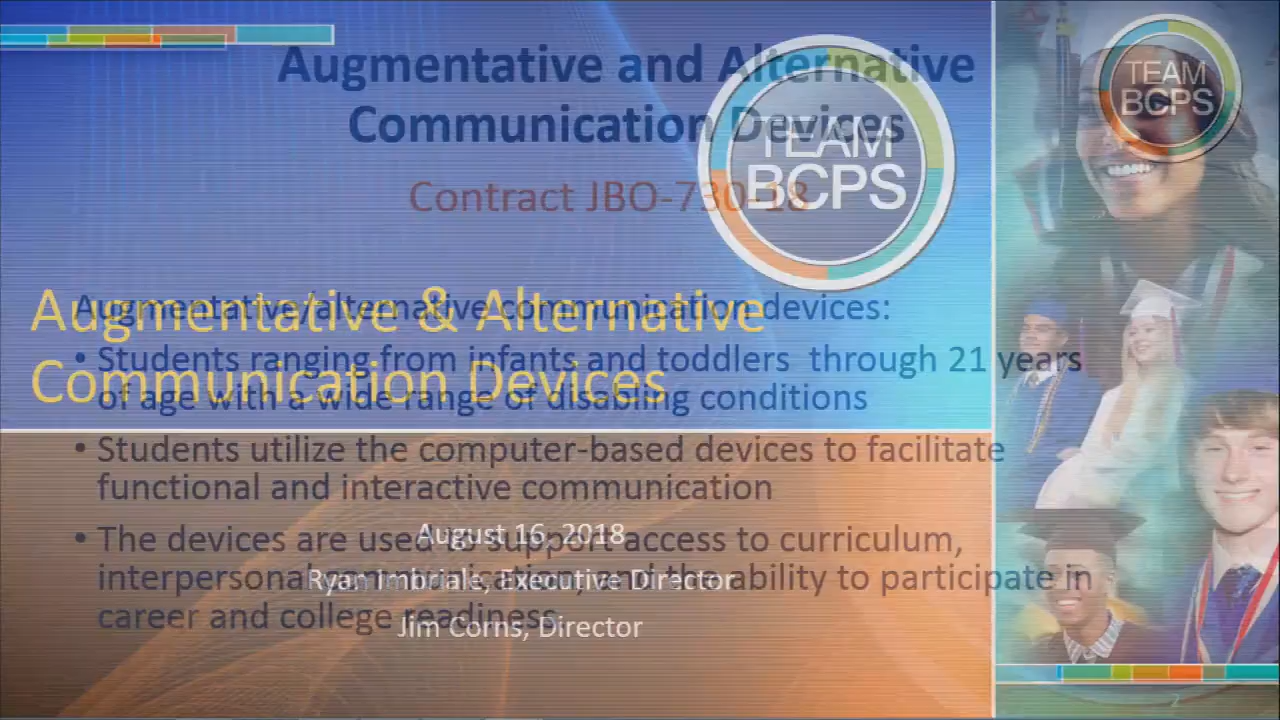 Augmentative and Alternative
Communication Devices
Contract JBO-730-18
TEAM
BCPS
TEAM
BCPS
Augmentative & Alternative
Communication Devices
August 16, 2018
Ryan Imbriale, Executive Director
Jim Corns, Director
Augmentative/alternative communication devices:
• Students ranging from infants and toddlers through 21 years
of age with a wide range of disabling conditions
• Students utilize the computer-based devices to facilitate
functional and interactive communication
• The devices are used to support access to curriculum,
interpersonal communication, and the ability to participate in
career and college readiness.
2